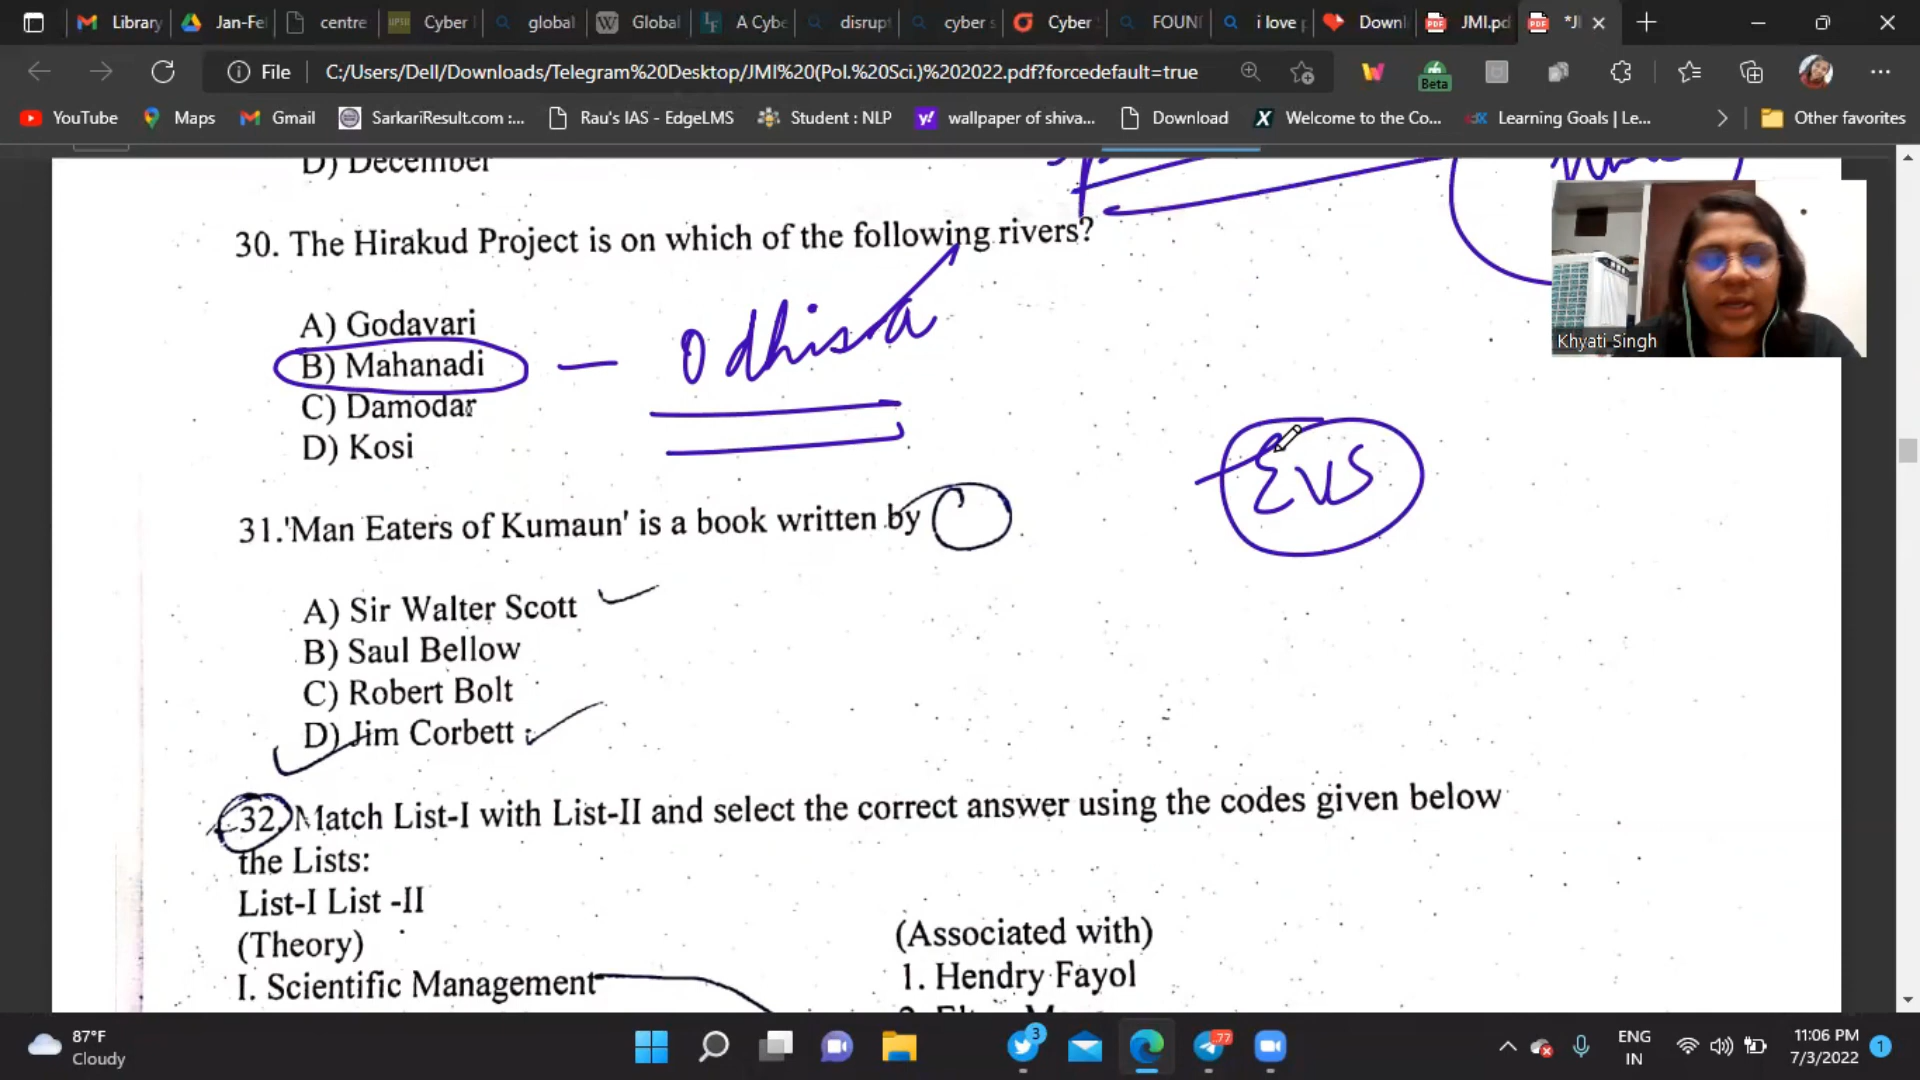 Library
Jan-Fe
centre
Cyber
global
Global
A Cybe
disrupt
cyber s
Cyber
FOUN
i love p
Downl
JMI.pd
File
C:/Users/Dell/Downloads/Telegram%20Desktop/JMI%20(Pol.%20Sci.)%202022.pdf?forcedefault=true
Beta
YouTube
Maps
Gmail
SarkariResult.com :...
Rau's IAS - EdgeLMS
Student : NLP
wallpaper of shiva...
Download
Welcome to the Co...
Learning Goals | Le...
Other favorites
D) December
30. The Hirakud Project is on which of the following rivers?
A) Godavari
B) Mahanadi — Odhisa
C) Damodar
D) Kosi
EVS
31.'Man Eaters of Kumaun' is a book written by
A) Sir Walter Scott
B) Saul Bellow
C) Robert Bolt
D) Jim Corbett
32. Match List-I with List-II and select the correct answer using the codes given below
the Lists:
List-I List -II
(Theory)
(Associated with)
I. Scientific Management
1. Hendry Fayol
Khyati Singh
87°F
Cloudy
3
77
ENG
IN
11:06 PM
7/3/2022
1